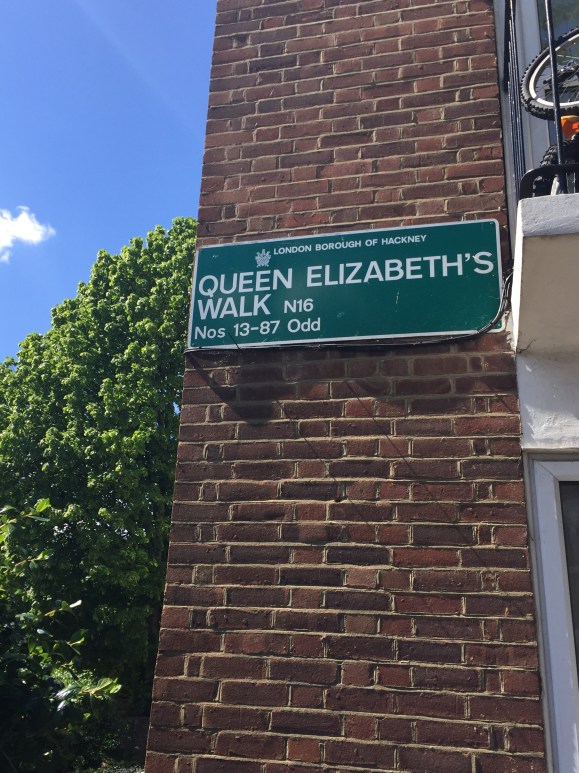 LONDON BOROUGH OF HACKNEY
QUEEN ELIZABETH'S
WALK N16
Nos 13-87 Odd